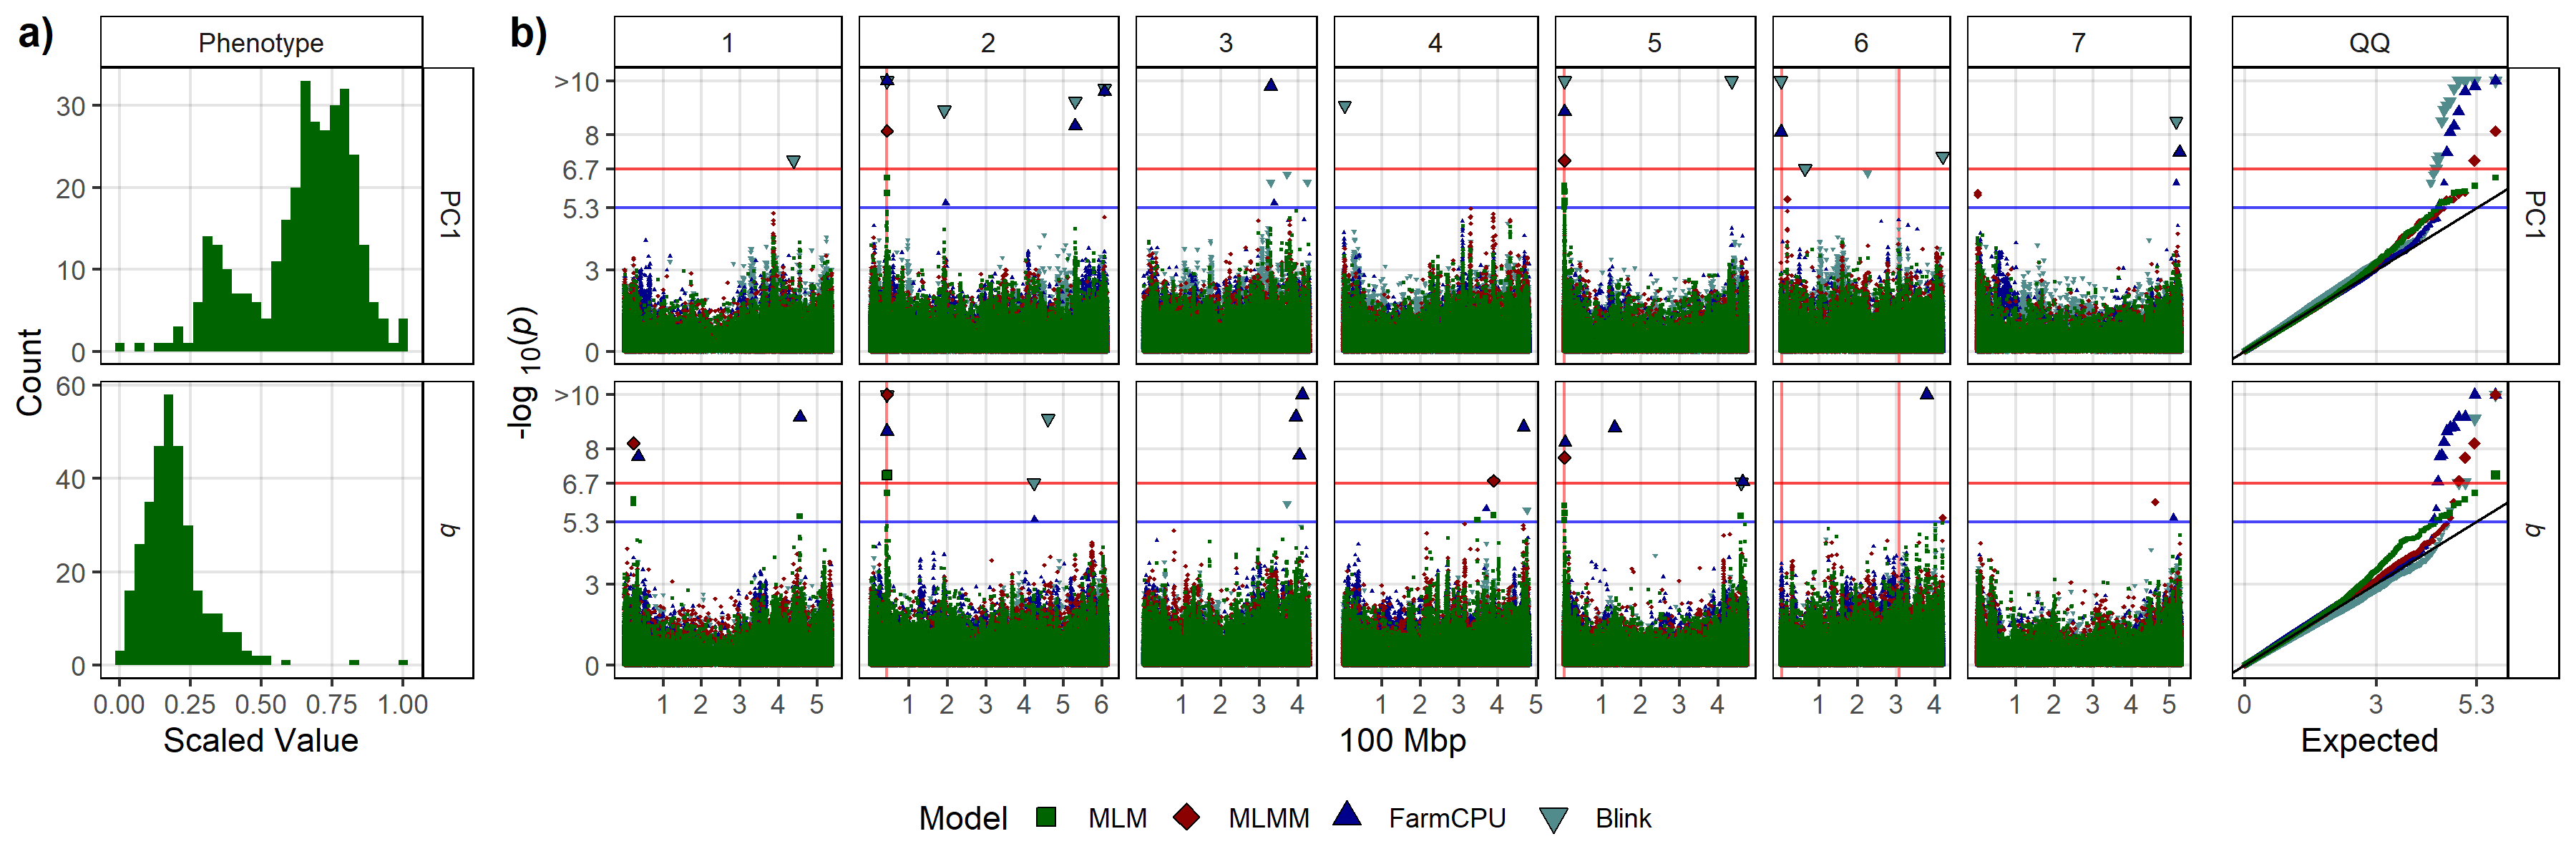 a)
Phenotype
PC1
b
Count
0
10
20
30
0
20
40
60
0.00 0.25 0.50 0.75 1.00
Scaled Value
b)
1 2 3 4 5 6 7 QQ
PC1
b
-log 10(p)
>10
8
6.7
5.3
3
0
>10
8
6.7
5.3
3
0
1 2 3 4 5
1 2 3 4 5 6
1 2 3 4
1 2 3 4 5
1 2 3 4
1 2 3 4
1 2 3 4 5
0 3 5.3
100 Mbp
Expected
Model MLM MLMM FarmCPU Blink